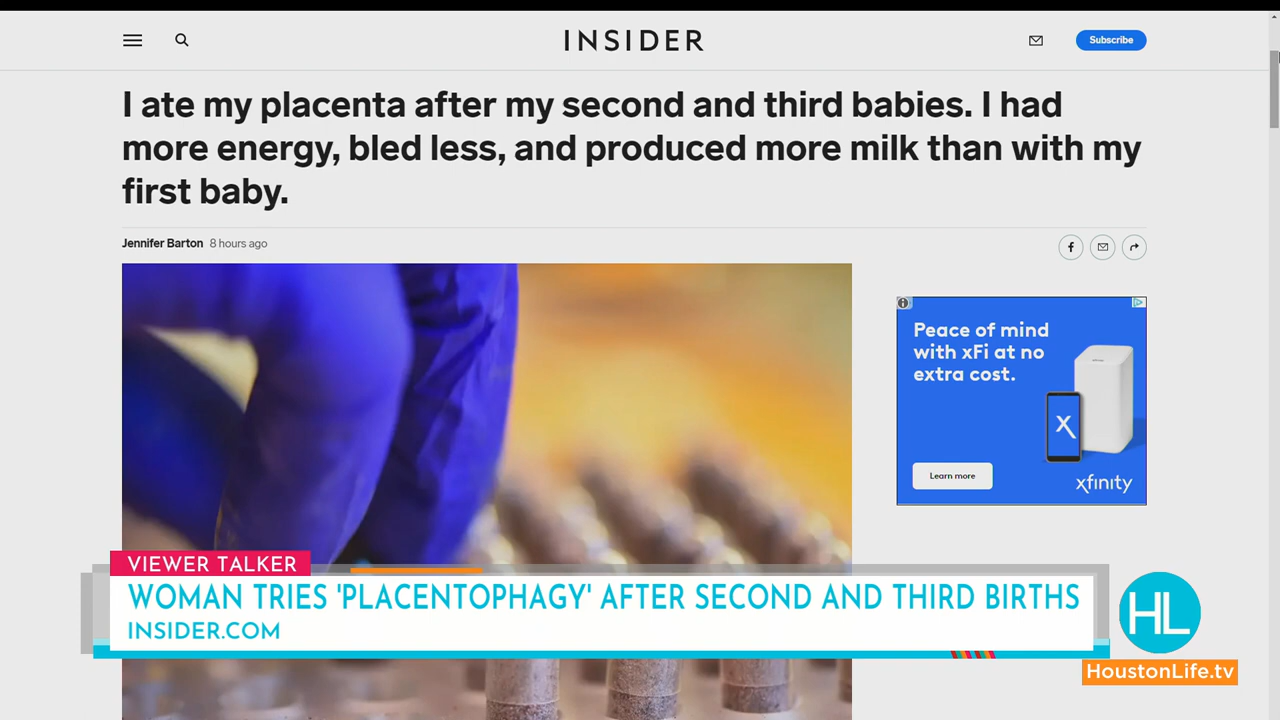 INSIDER
Subscribe
I ate my placenta after my second and third babies. I had
more energy, bled less, and produced more milk than with my
first baby.
Jennifer Barton 8 hours ago
f
Peace of mind
with xFi at no
extra cost.
X
Learn more
xfinity
VIEWER TALKER
WOMAN TRIES 'PLACENTOPHAGY' AFTER SECOND AND THIRD BIRTHS
INSIDER.COM
HL
HoustonLife.tv